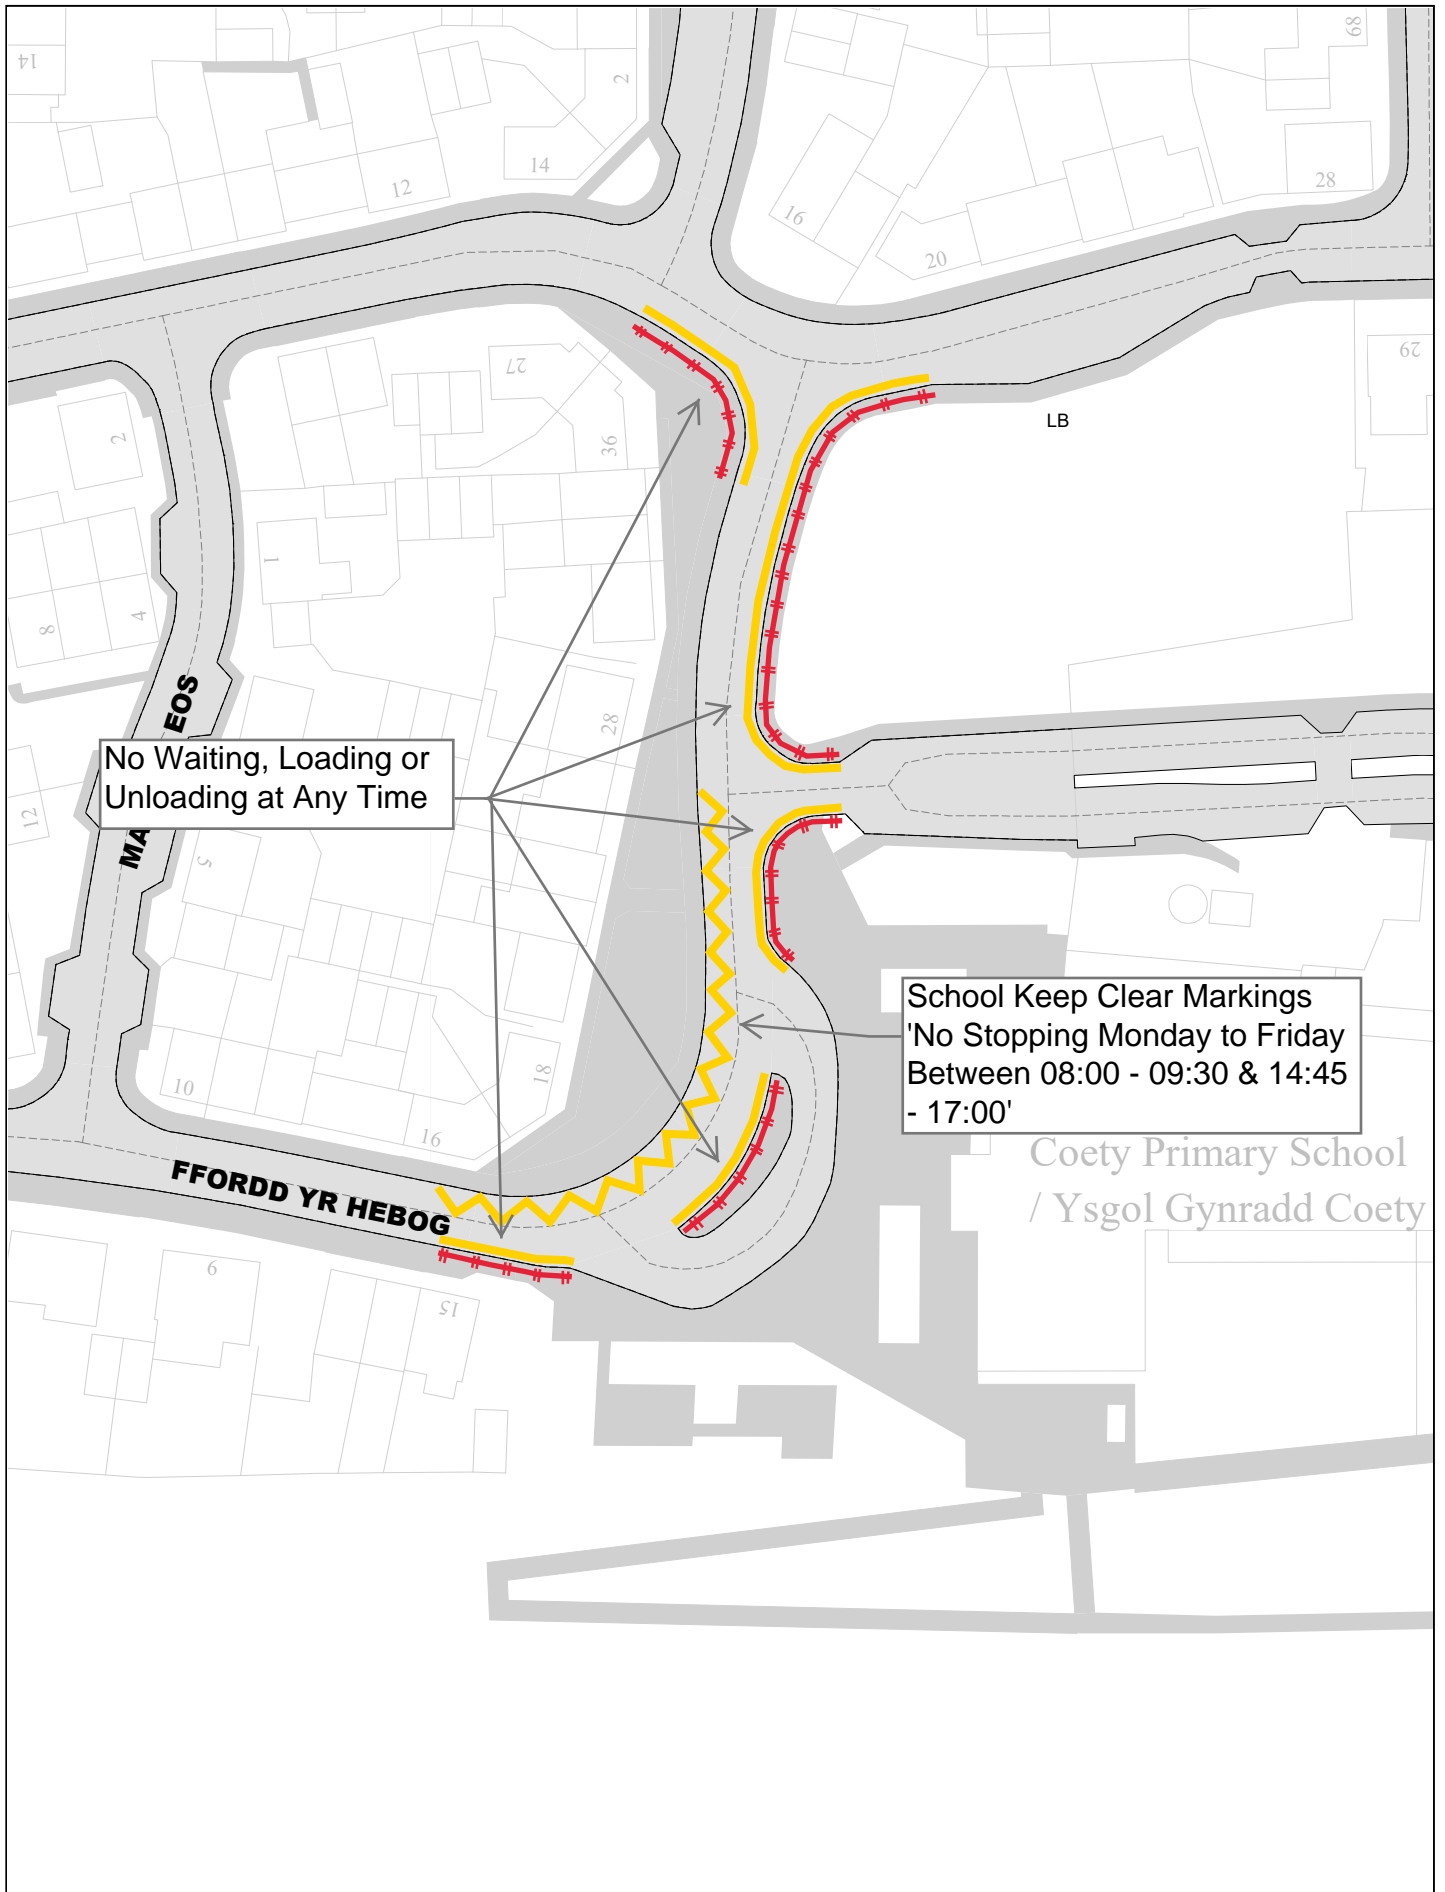 14
2
68
14
12
28
16
20
27
29
2
36
LB
1
8
4
EOS
28
No Waiting, Loading or
Unloading at Any Time
12
MA
5
School Keep Clear Markings
'No Stopping Monday to Friday
Between 08:00 - 09:30 & 14:45
- 17:00'
10
18
16
Coety Primary School
/ Ysgol Gynradd Coety
FFORDD YR HEBOG
15